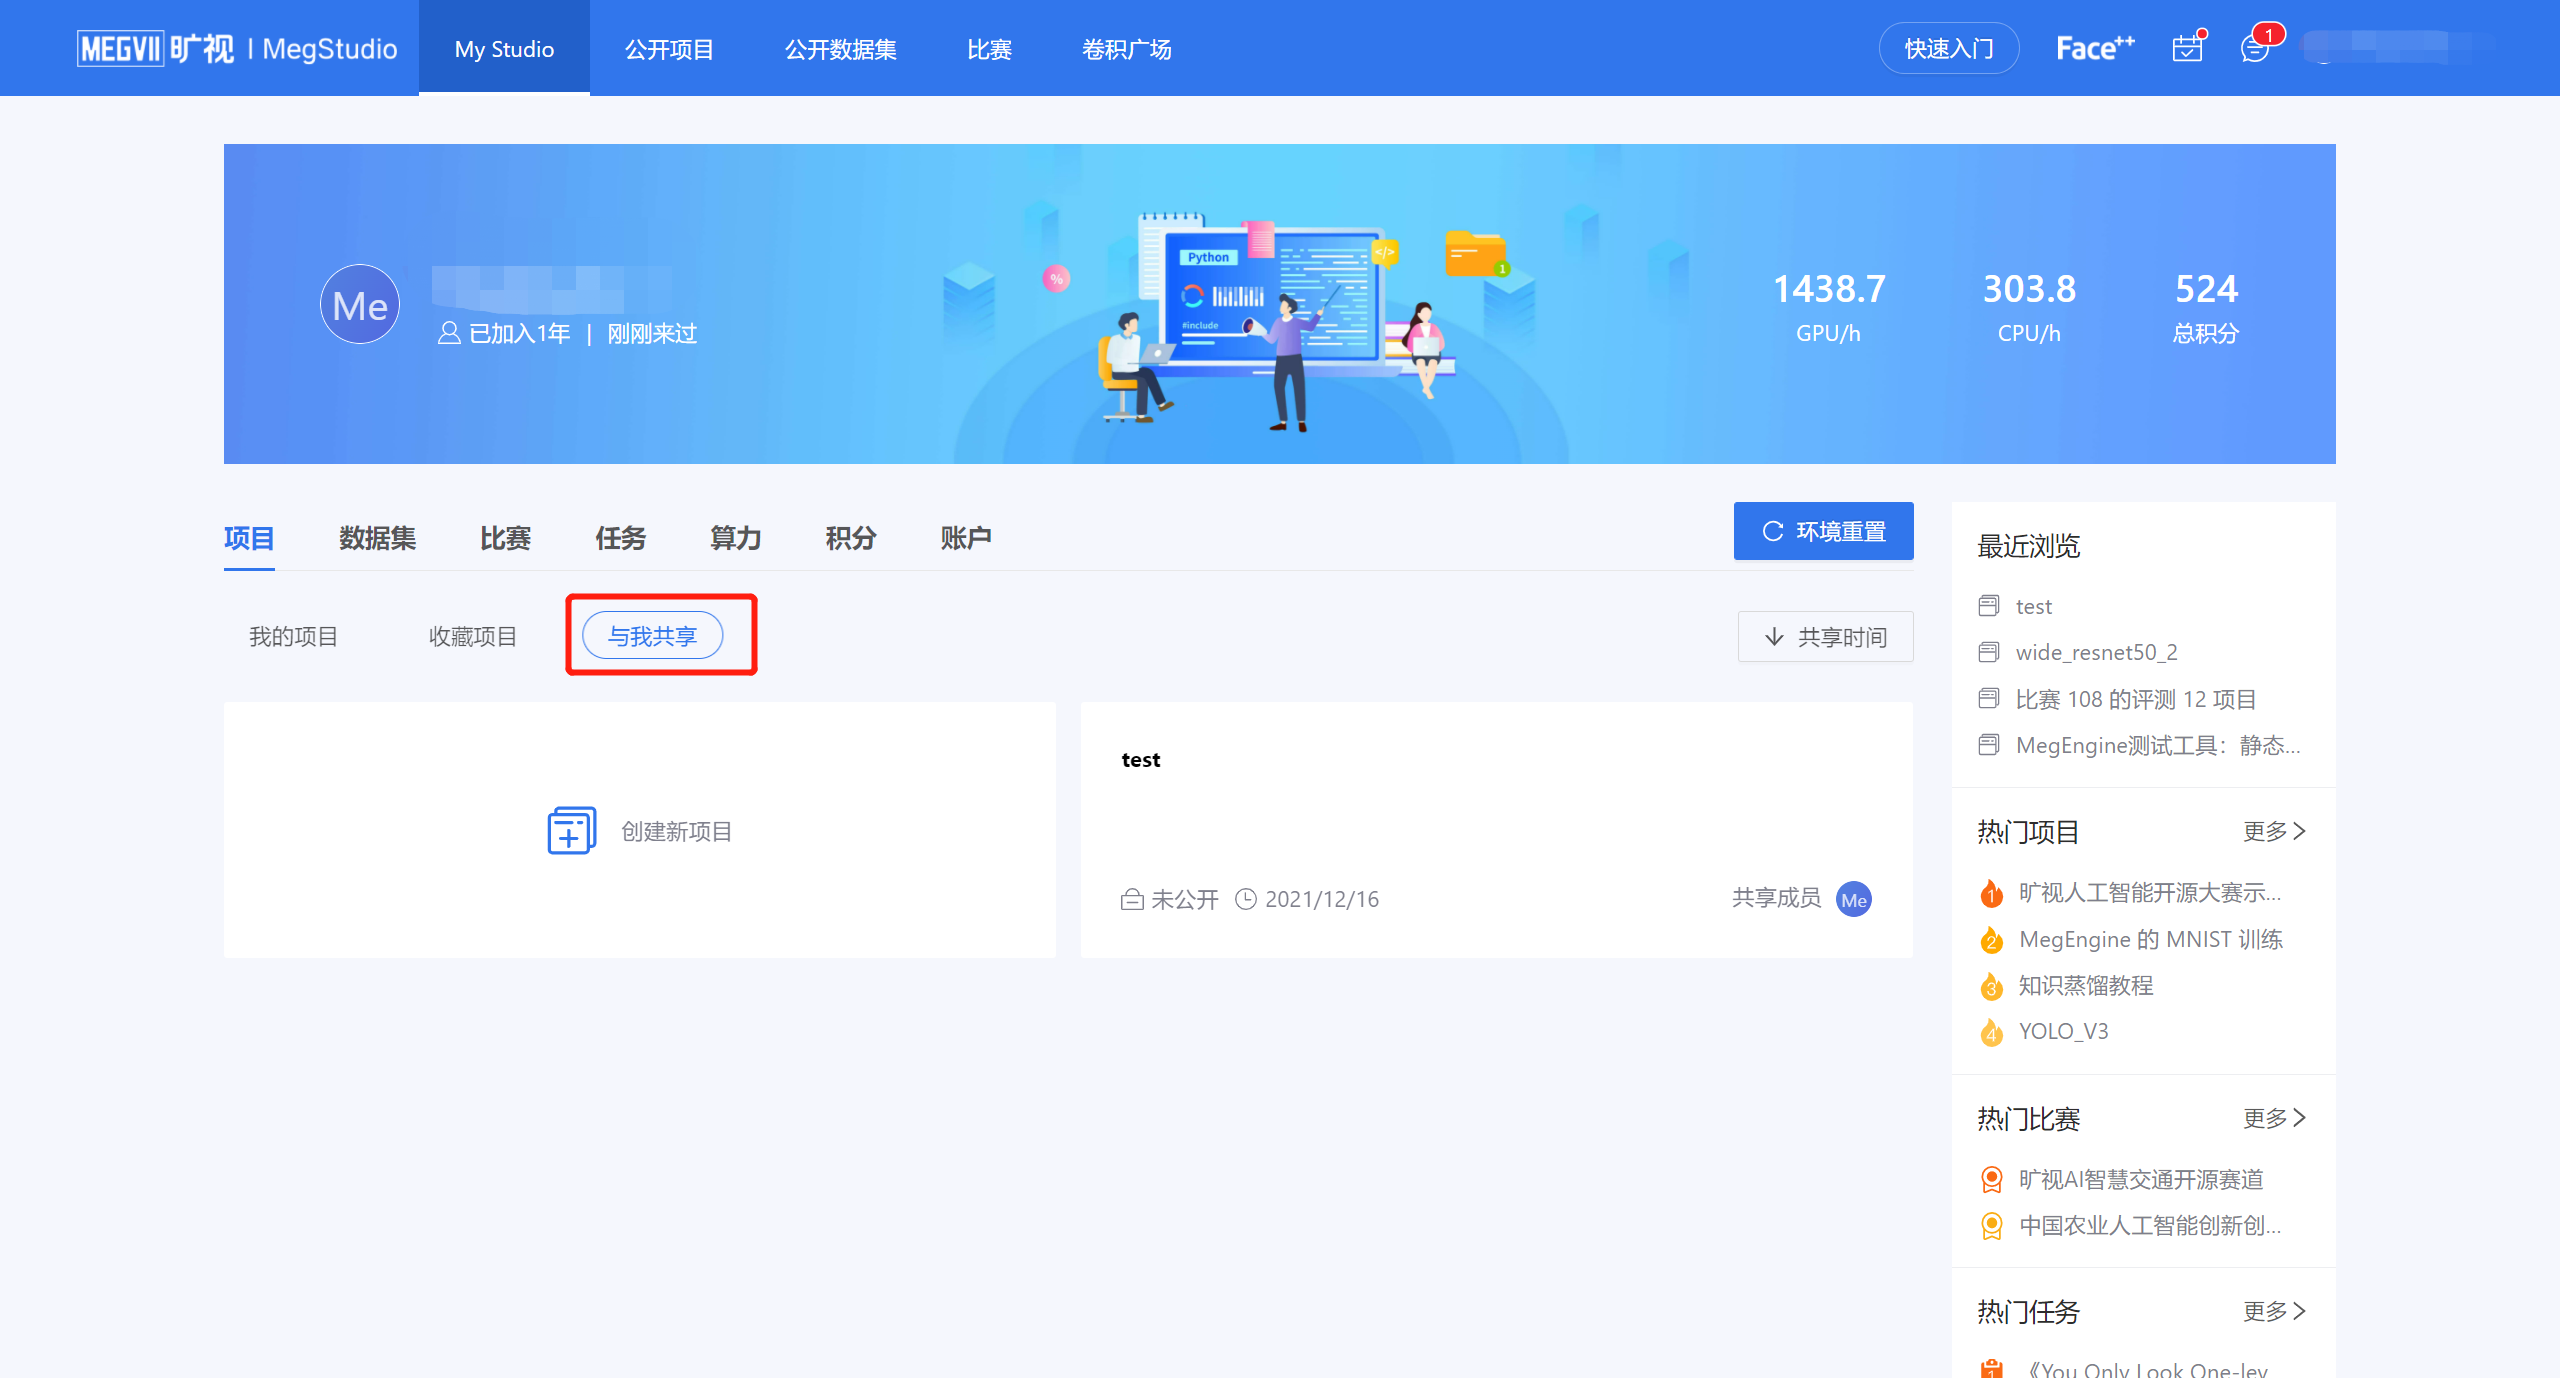 MEGVII 旷视 | MegStudio
My Studio
公开项目
公开数据集
比赛
卷积广场
快速入门
Face++
1
Me
已加入1年 | 刚刚来过
Python
#include
%
</>
1
1438.7
GPU/h
303.8
CPU/h
524
总积分
项目
数据集
比赛
任务
算力
积分
账户
环境重置
我的项目
收藏项目
与我共享
共享时间
创建新项目
test
未公开
2021/12/16
共享成员
Me
最近浏览
test
wide_resnet50_2
比赛 108 的评测 12 项目
MegEngine测试工具：静态...
热门项目
更多
1 旷视人工智能开源大赛示...
2 MegEngine 的 MNIST 训练
3 知识蒸馏教程
4 YOLO_V3
热门比赛
更多
旷视AI智慧交通开源赛道
中国农业人工智能创新创...
热门任务
更多
1 《You Only Look One-lev